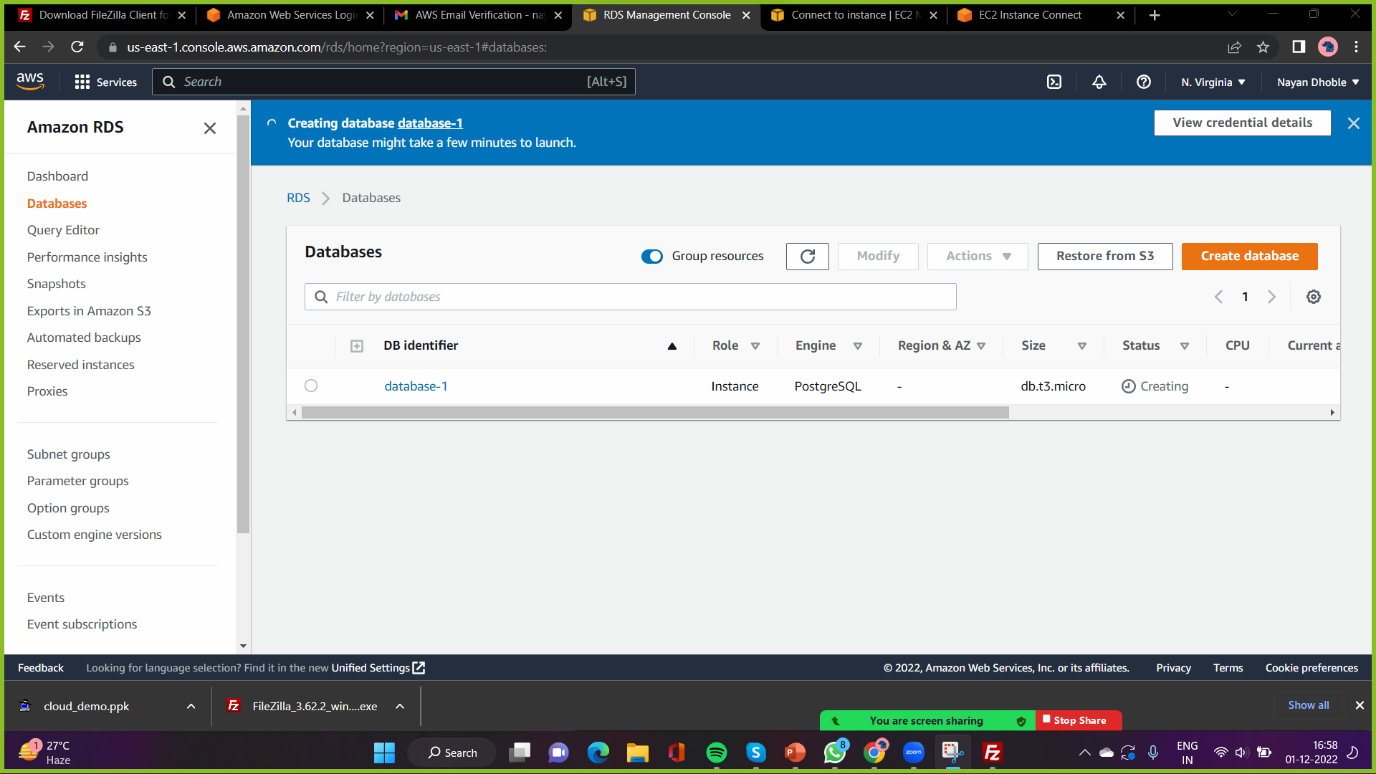 Download FileZilla Client fo
Amazon Web Services Logi
AWS Email Verification - na
RDS Management Console
Connect to instance | EC2 M
EC2 Instance Connect
us-east-1.console.aws.amazon.com/rds/home?region=us-east-1#databases:
aws
Services
Search
[Alt+S]
N. Virginia
Nayan Dhoble
Amazon RDS
Dashboard
Databases
Query Editor
Performance insights
Snapshots
Exports in Amazon S3
Automated backups
Reserved instances
Proxies
Subnet groups
Parameter groups
Option groups
Custom engine versions
Events
Event subscriptions
Creating database database-1
Your database might take a few minutes to launch.
View credential details
RDS > Databases
Databases
Group resources
Modify
Actions
Restore from S3
Create database
Filter by databases
1
DB identifier Role Engine Region & AZ Size Status CPU Current a
database-1 Instance PostgreSQL - db.t3.micro Creating -
Feedback
Looking for language selection? Find it in the new Unified Settings
© 2022, Amazon Web Services, Inc. or its affiliates.
Privacy
Terms
Cookie preferences
cloud_demo.ppk
FileZilla_3.62.2_win....exe
Show all
You are screen sharing
Stop Share
1
27°C
Haze
Search
8
zoom
ENG
IN
16:58
01-12-2022